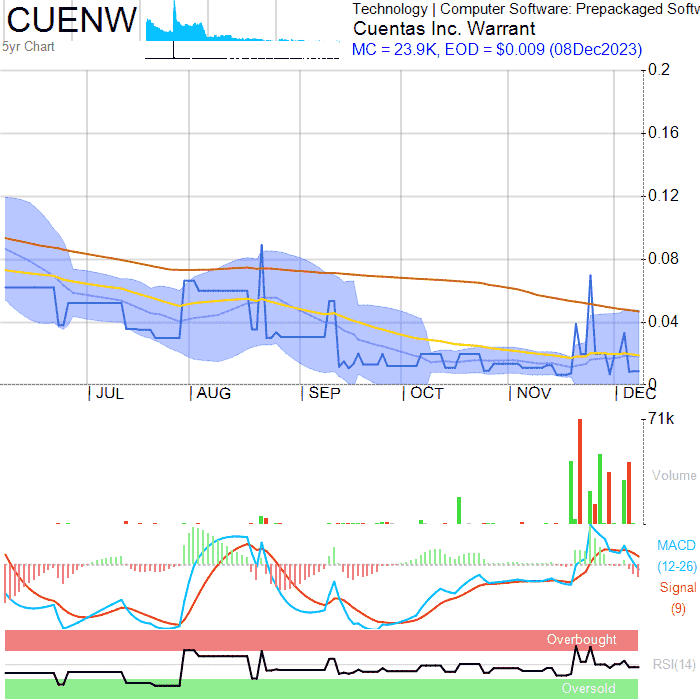 CUENW
5yr Chart
Technology | Computer Software: Prepackaged Softw
Cuentas Inc. Warrant
MC = 23.9K, EOD = $0.009 (08Dec2023)
0.2
0.16
0.12
0.08
0.04
0
JUL
AUG
SEP
OCT
NOV
DEC
71k
Volume
MACD
(12-26)
Signal
(9)
Overbought
RSI(14)
Oversold